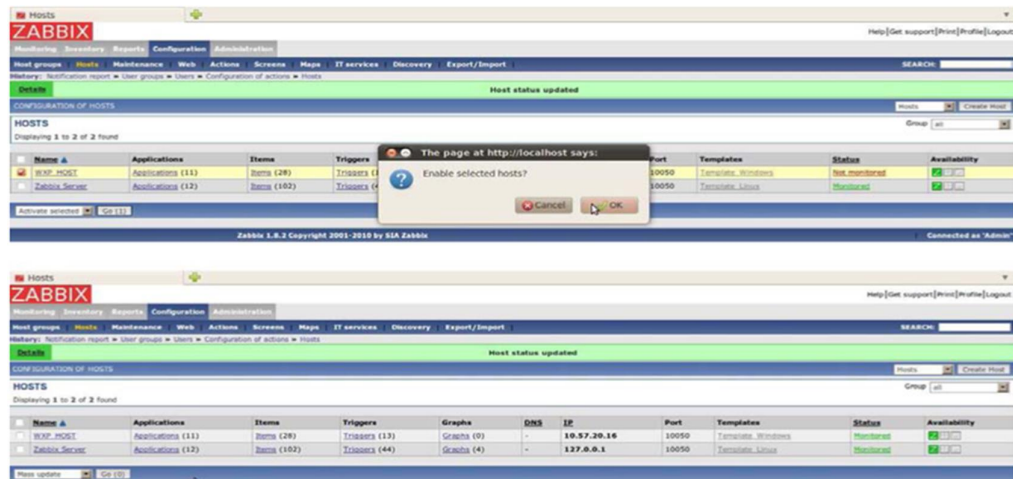 Hosts
ZABBIX
Help|Get support|Print|Profile|Logout
Monitoring Inventory Reports Configuration Administration
Host groups | Hosts | Maintenance | Web | Actions | Screens | Maps | IT services | Discovery | Export/Import | SEARCH:
History: Notification report » User groups » Users » Configuration of actions » Hosts
Details Host status updated
CONFIGURATION OF HOSTS Hosts Create Host
HOSTS Group all
Displaying 1 to 2 of 2 found
The page at http://localhost says:
Enable selected hosts?
Cancel OK
Name Applications Items Triggers Port Templates Status Availability
WXP HOST Applications (11) Items (28) Triggers (1 10050 Template_Windows Not monitored
Zabbix Server Applications (12) Items (102) Triggers (4 10050 Template_Linux Monitored
Activate selected Go (1)
Zabbix 1.8.2 Copyright 2001-2010 by SIA Zabbix Connected as 'Admin'
Hosts
ZABBIX
Help|Get support|Print|Profile|Logout
Monitoring Inventory Reports Configuration Administration
Host groups | Hosts | Maintenance | Web | Actions | Screens | Maps | IT services | Discovery | Export/Import | SEARCH:
History: Notification report » User groups » Users » Configuration of actions » Hosts
Details Host status updated
CONFIGURATION OF HOSTS Hosts Create Host
HOSTS Group all
Displaying 1 to 2 of 2 found
Name Applications Items Triggers Graphs DNS IP Port Templates Status Availability
WXP HOST Applications (11) Items (28) Triggers (13) Graphs (0) - 10.57.20.16 10050 Template_Windows Monitored
Zabbix Server Applications (12) Items (102) Triggers (44) Graphs (4) - 127.0.0.1 10050 Template_Linux Monitored
Mass update Go (0)